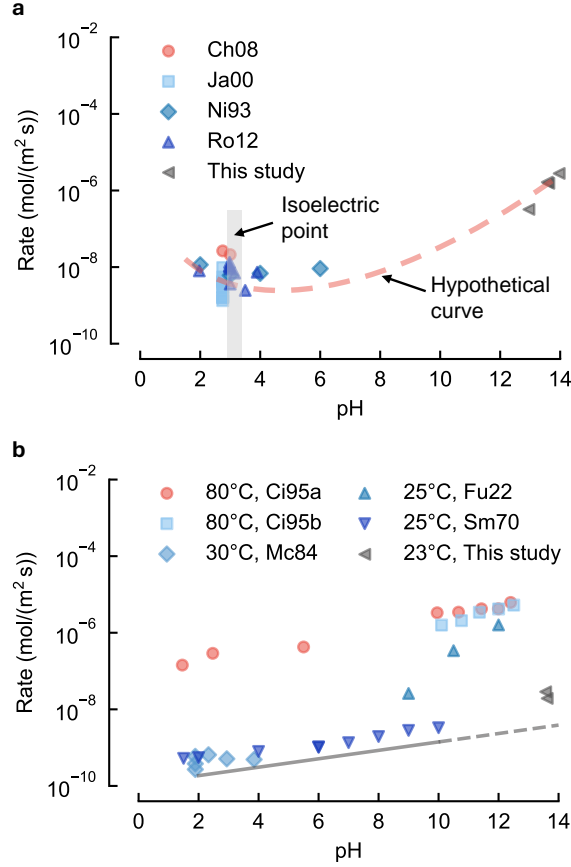 a
10⁻²
10⁻⁴
10⁻⁶
10⁻⁸
10⁻¹⁰
Rate (mol/(m² s))
Ch08
Ja00
Ni93
Ro12
This study
Isoelectric
point
Hypothetical
curve
0 2 4 6 8 10 12 14
pH
b
10⁻²
10⁻⁴
10⁻⁶
10⁻⁸
10⁻¹⁰
Rate (mol/(m² s))
80°C, Ci95a
80°C, Ci95b
30°C, Mc84
25°C, Fu22
25°C, Sm70
23°C, This study
0 2 4 6 8 10 12 14
pH